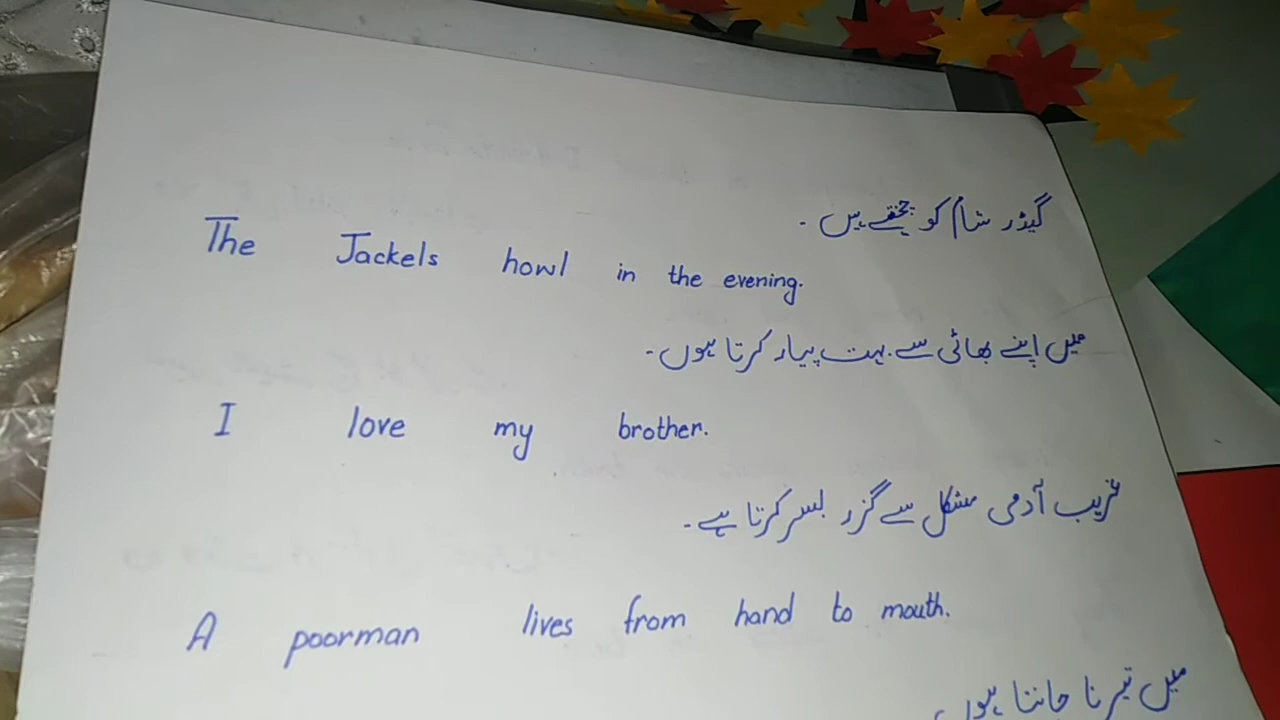 گیڈر شام کو چیختے ہیں ۔
The Jackels howl in the evening.
میں اپنے بھائی سے بہت پیار کرتا ہوں ۔
I love my brother.
غریب آدمی مشکل سے گزر بسر کرتا ہے ۔
A poorman lives from hand to mouth.
میں تیرنا جانتا ہوں